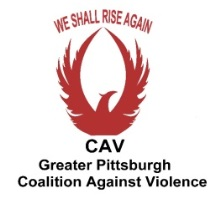 WE SHALL RISE AGAIN
CAV
Greater Pittsburgh
Coalition Against Violence